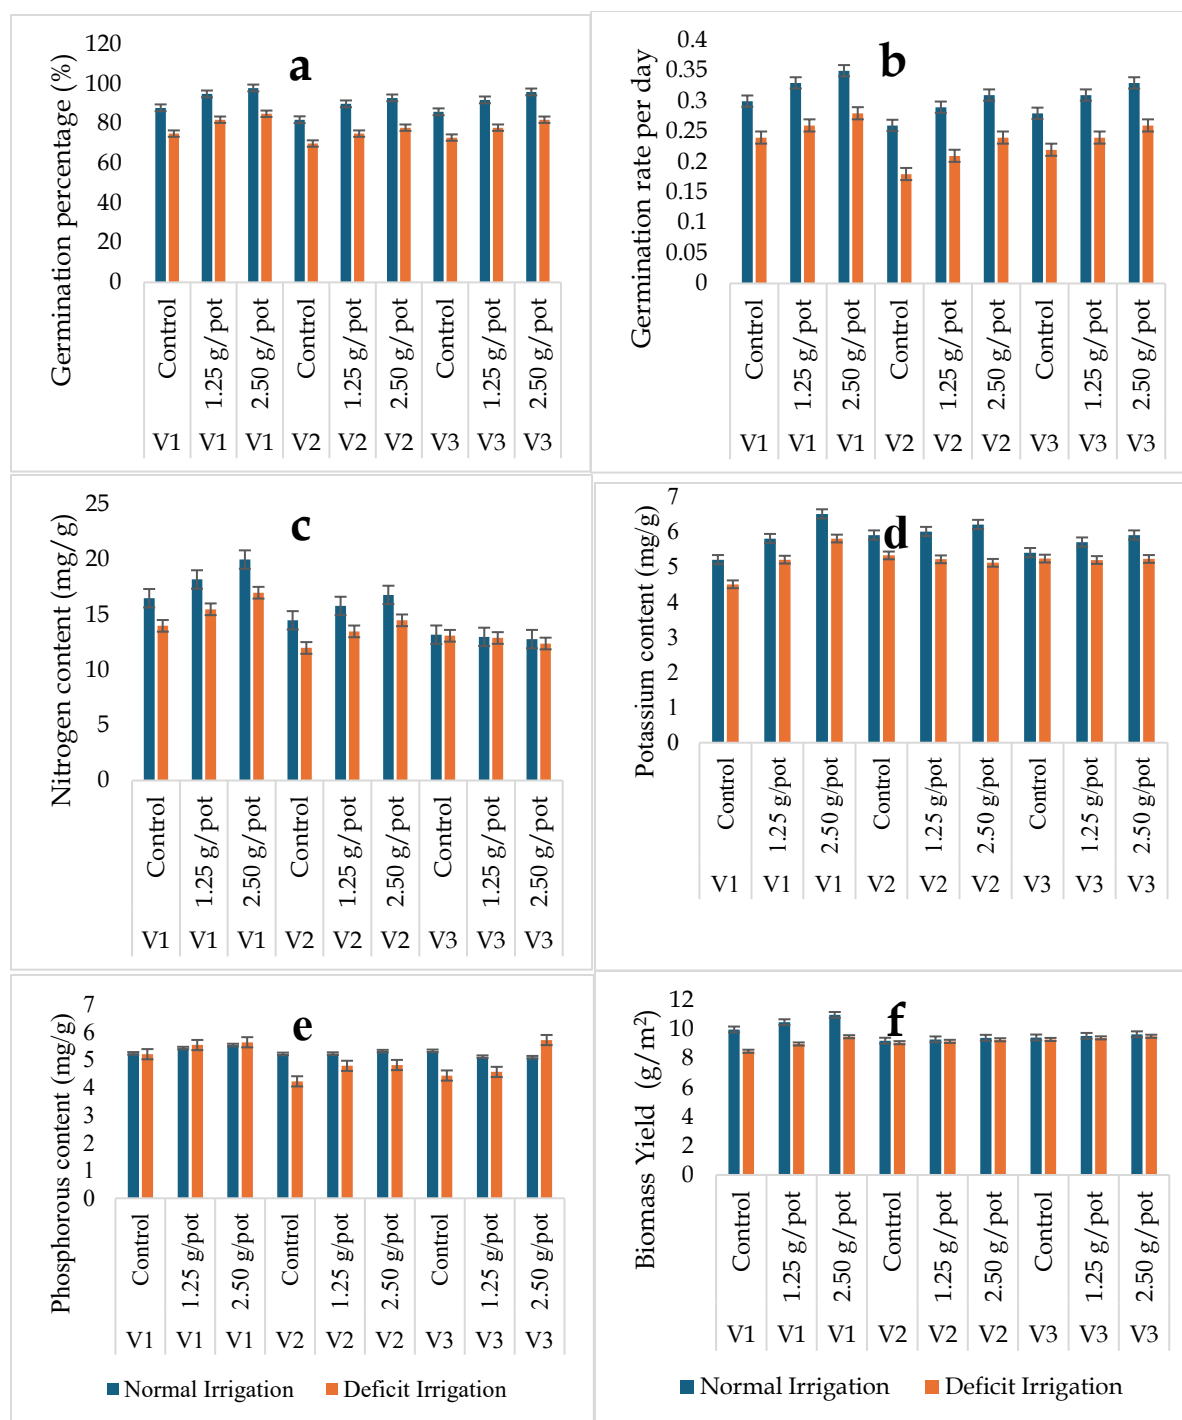 a
Germination percentage (%)
120
100
80
60
40
20
0
Control 1.25 g/pot 2.50 g/pot Control 1.25 g/pot 2.50 g/pot Control 1.25 g/pot 2.50 g/pot
V1 V1 V1 V2 V2 V2 V3 V3 V3
b
Germination rate per day
0.4
0.35
0.3
0.25
0.2
0.15
0.1
0.05
0
Control 1.25 g/pot 2.50 g/pot Control 1.25 g/pot 2.50 g/pot Control 1.25 g/pot 2.50 g/pot
V1 V1 V1 V2 V2 V2 V3 V3 V3
c
Nitrogen content (mg/g)
25
20
15
10
5
0
Control 1.25 g/pot 2.50 g/pot Control 1.25 g/pot 2.50 g/pot Control 1.25 g/pot 2.50 g/pot
V1 V1 V1 V2 V2 V2 V3 V3 V3
d
Potassium content (mg/g)
7
6
5
4
3
2
1
0
Control 1.25 g/pot 2.50 g/pot Control 1.25 g/pot 2.50 g/pot Control 1.25 g/pot 2.50 g/pot
V1 V1 V1 V2 V2 V2 V3 V3 V3
e
Phosphorous content (mg/g)
7
6
5
4
3
2
1
0
Control 1.25 g/pot 2.50 g/pot Control 1.25 g/pot 2.50 g/pot Control 1.25 g/pot 2.50 g/pot
V1 V1 V1 V2 V2 V2 V3 V3 V3
Normal Irrigation Deficit Irrigation
f
Biomass Yield (g/m²)
12
10
8
6
4
2
0
Control 1.25 g/pot 2.50 g/pot Control 1.25 g/pot 2.50 g/pot Control 1.25 g/pot 2.50 g/pot
V1 V1 V1 V2 V2 V2 V3 V3 V3
Normal Irrigation Deficit Irrigation